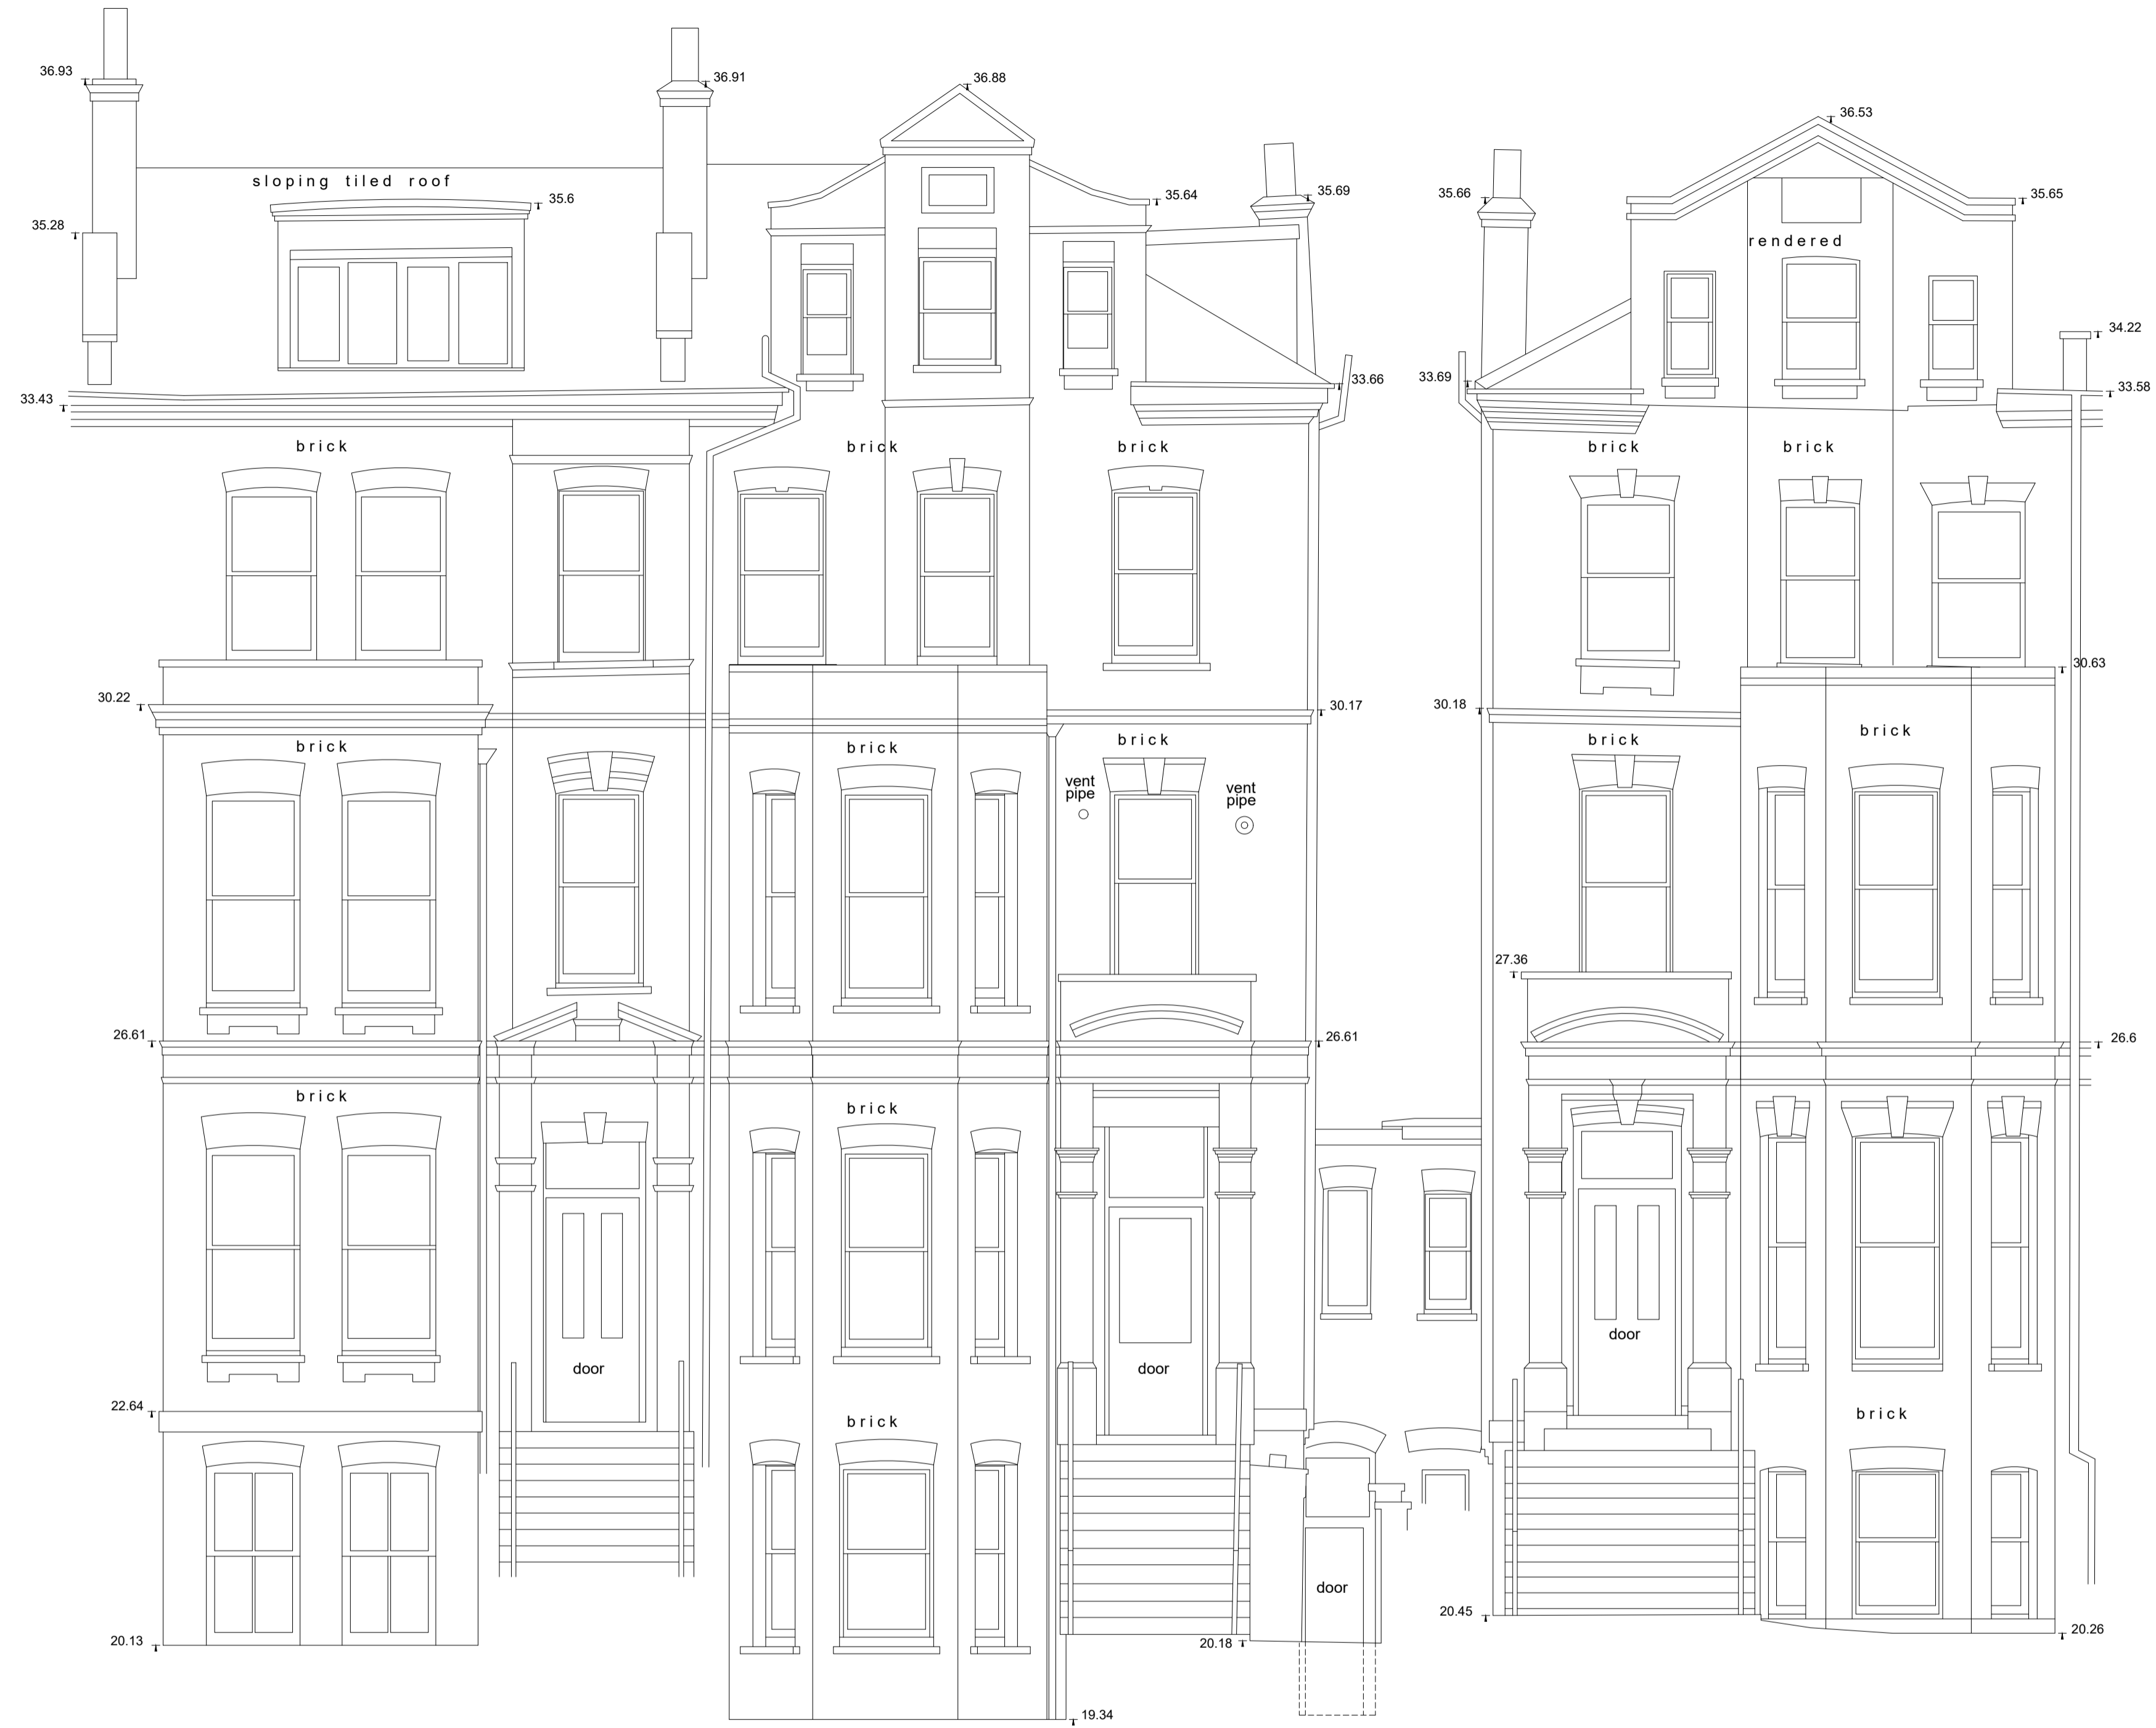 36.93
36.91
36.88
36.53
sloping tiled roof
35.6
35.64
35.69
35.66
35.65
35.28
rendered
34.22
33.43
33.66
33.69
33.58
brick
brick
brick
brick
brick
30.22
30.17
30.18
30.63
brick
brick
brick
brick
brick
vent
pipe
vent
pipe
27.36
26.61
26.61
26.6
brick
brick
door
door
door
22.64
brick
brick
door
20.13
20.18
20.45
20.26
19.34